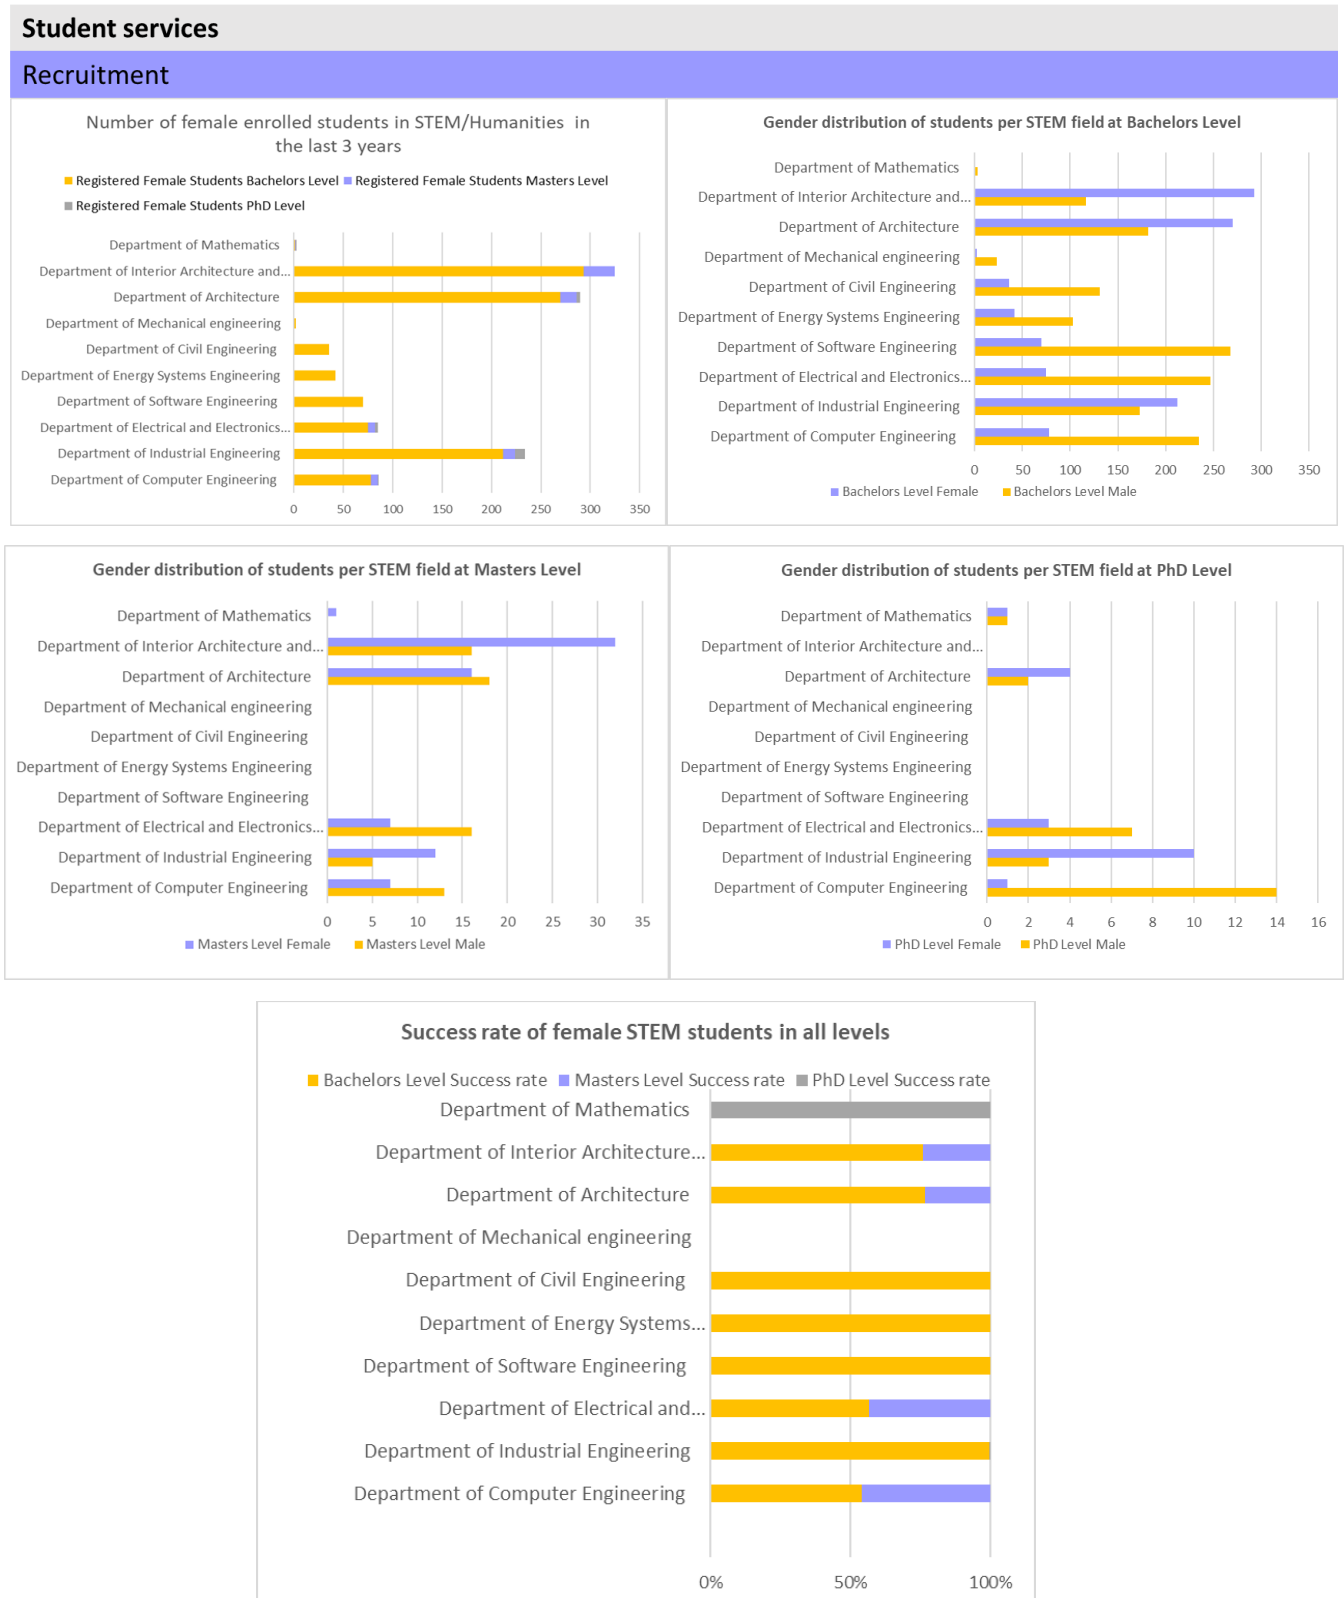 Student services
Recruitment
Number of female enrolled students in STEM/Humanities in
the last 3 years
Registered Female Students Bachelors Level Registered Female Students Masters Level
Registered Female Students PhD Level
Department of Mathematics
Department of Interior Architecture and...
Department of Architecture
Department of Mechanical engineering
Department of Civil Engineering
Department of Energy Systems Engineering
Department of Software Engineering
Department of Electrical and Electronics...
Department of Industrial Engineering
Department of Computer Engineering
0 50 100 150 200 250 300 350
Gender distribution of students per STEM field at Bachelors Level
Department of Mathematics
Department of Interior Architecture and...
Department of Architecture
Department of Mechanical engineering
Department of Civil Engineering
Department of Energy Systems Engineering
Department of Software Engineering
Department of Electrical and Electronics...
Department of Industrial Engineering
Department of Computer Engineering
0 50 100 150 200 250 300 350
Bachelors Level Female Bachelors Level Male
Gender distribution of students per STEM field at Masters Level
Department of Mathematics
Department of Interior Architecture and...
Department of Architecture
Department of Mechanical engineering
Department of Civil Engineering
Department of Energy Systems Engineering
Department of Software Engineering
Department of Electrical and Electronics...
Department of Industrial Engineering
Department of Computer Engineering
0 5 10 15 20 25 30 35
Masters Level Female Masters Level Male
Gender distribution of students per STEM field at PhD Level
Department of Mathematics
Department of Interior Architecture and...
Department of Architecture
Department of Mechanical engineering
Department of Civil Engineering
Department of Energy Systems Engineering
Department of Software Engineering
Department of Electrical and Electronics...
Department of Industrial Engineering
Department of Computer Engineering
0 2 4 6 8 10 12 14 16
PhD Level Female PhD Level Male
Success rate of female STEM students in all levels
Bachelors Level Success rate Masters Level Success rate PhD Level Success rate
Department of Mathematics
Department of Interior Architecture...
Department of Architecture
Department of Mechanical engineering
Department of Civil Engineering
Department of Energy Systems...
Department of Software Engineering
Department of Electrical and...
Department of Industrial Engineering
Department of Computer Engineering
0% 50% 100%